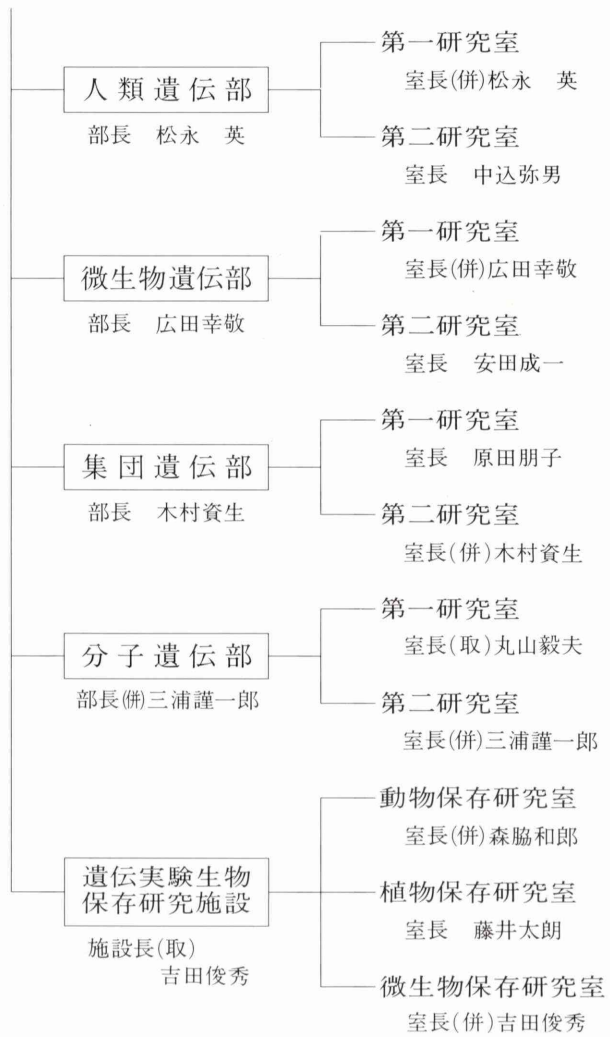 人類遺伝部
部長 松永 英
第一研究室
室長(併)松永 英
第二研究室
室長 中込弥男
微生物遺伝部
部長 広田幸敬
第一研究室
室長(併)広田幸敬
第二研究室
室長 安田成一
集団遺伝部
部長 木村資生
第一研究室
室長 原田朋子
第二研究室
室長(併)木村資生
分子遺伝部
部長(併)三浦謹一郎
第一研究室
室長(取)丸山毅夫
第二研究室
室長(併)三浦謹一郎
遺伝実験生物
保存研究施設
施設長(取)
吉田俊秀
動物保存研究室
室長(併)森脇和郎
植物保存研究室
室長 藤井太朗
微生物保存研究室
室長(併)吉田俊秀